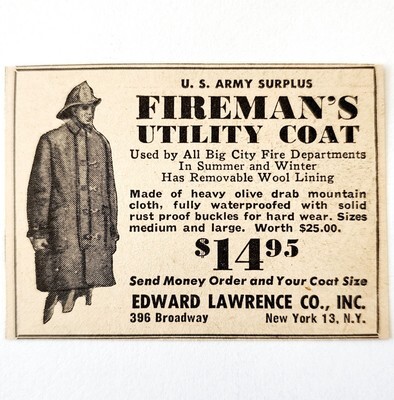 U. S. ARMY SURPLUS
FIREMAN'S
UTILITY COAT
Used by All Big City Fire Departments
In Summer and Winter
Has Removable Wool Lining
Made of heavy olive drab mountain
cloth, fully waterproofed with solid
rust proof buckles for hard wear. Sizes
medium and large. Worth $25.00.
$14.95
Send Money Order and Your Coat Size
EDWARD LAWRENCE CO., INC.
396 Broadway New York 13, N.Y.